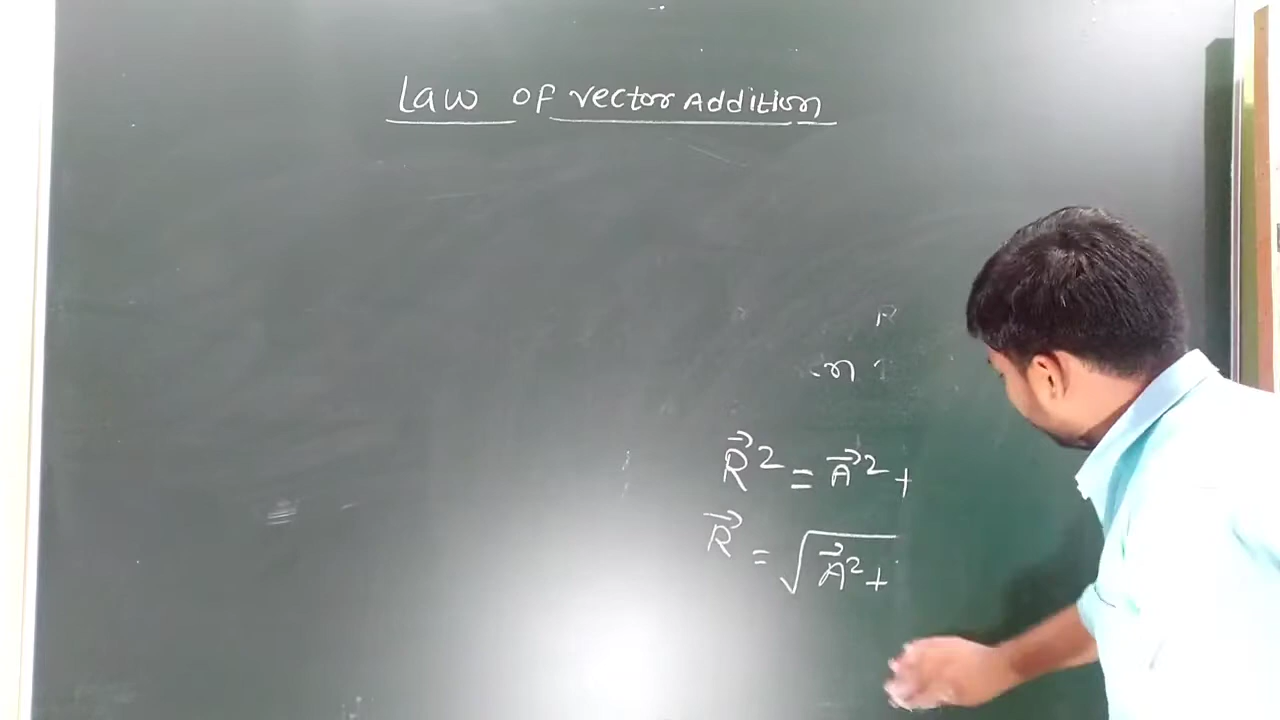 Law of vector Addition
R
n
R⃗² = A⃗² +
R⃗ = √A⃗² +